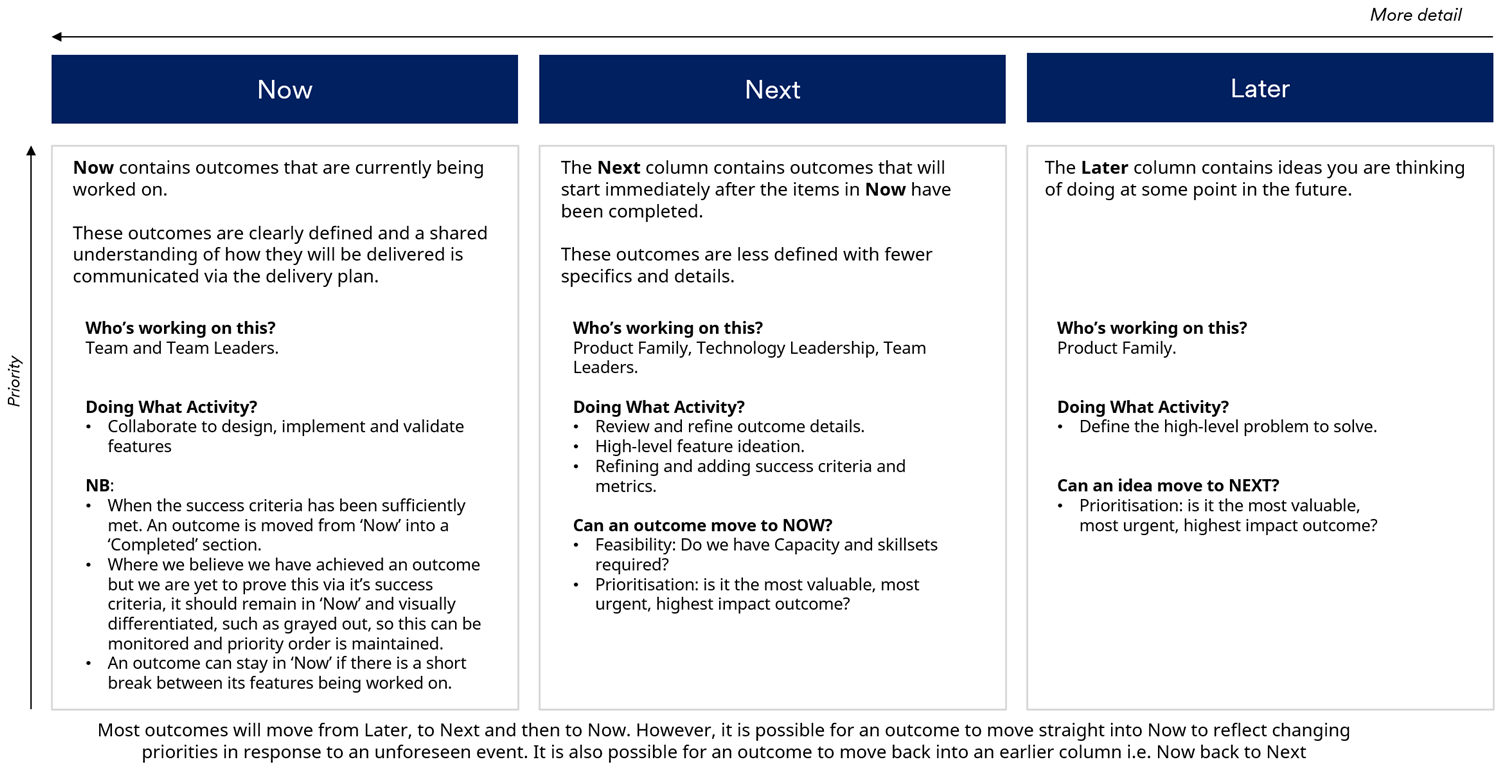 More detail
Now
Next
Later
Priority
Now contains outcomes that are currently being
worked on.
These outcomes are clearly defined and a shared
understanding of how they will be delivered is
communicated via the delivery plan.
Who's working on this?
Team and Team Leaders.
Doing What Activity?
• Collaborate to design, implement and validate
features
NB:
• When the success criteria has been sufficiently
met. An outcome is moved from 'Now' into a
'Completed' section.
• Where we believe we have achieved an outcome
but we are yet to prove this via it's success
criteria, it should remain in 'Now' and visually
differentiated, such as grayed out, so this can be
monitored and priority order is maintained.
• An outcome can stay in 'Now' if there is a short
break between its features being worked on.
The Next column contains outcomes that will
start immediately after the items in Now have
been completed.
These outcomes are less defined with fewer
specifics and details.
Who's working on this?
Product Family, Technology Leadership, Team
Leaders.
Doing What Activity?
• Review and refine outcome details.
• High-level feature ideation.
• Refining and adding success criteria and
metrics.
Can an outcome move to NOW?
• Feasibility: Do we have Capacity and skillsets
required?
• Prioritisation: is it the most valuable, most
urgent, highest impact outcome?
The Later column contains ideas you are thinking
of doing at some point in the future.
Who's working on this?
Product Family.
Doing What Activity?
• Define the high-level problem to solve.
Can an idea move to NEXT?
• Prioritisation: is it the most valuable,
most urgent, highest impact outcome?
Most outcomes will move from Later, to Next and then to Now. However, it is possible for an outcome to move straight into Now to reflect changing
priorities in response to an unforeseen event. It is also possible for an outcome to move back into an earlier column i.e. Now back to Next